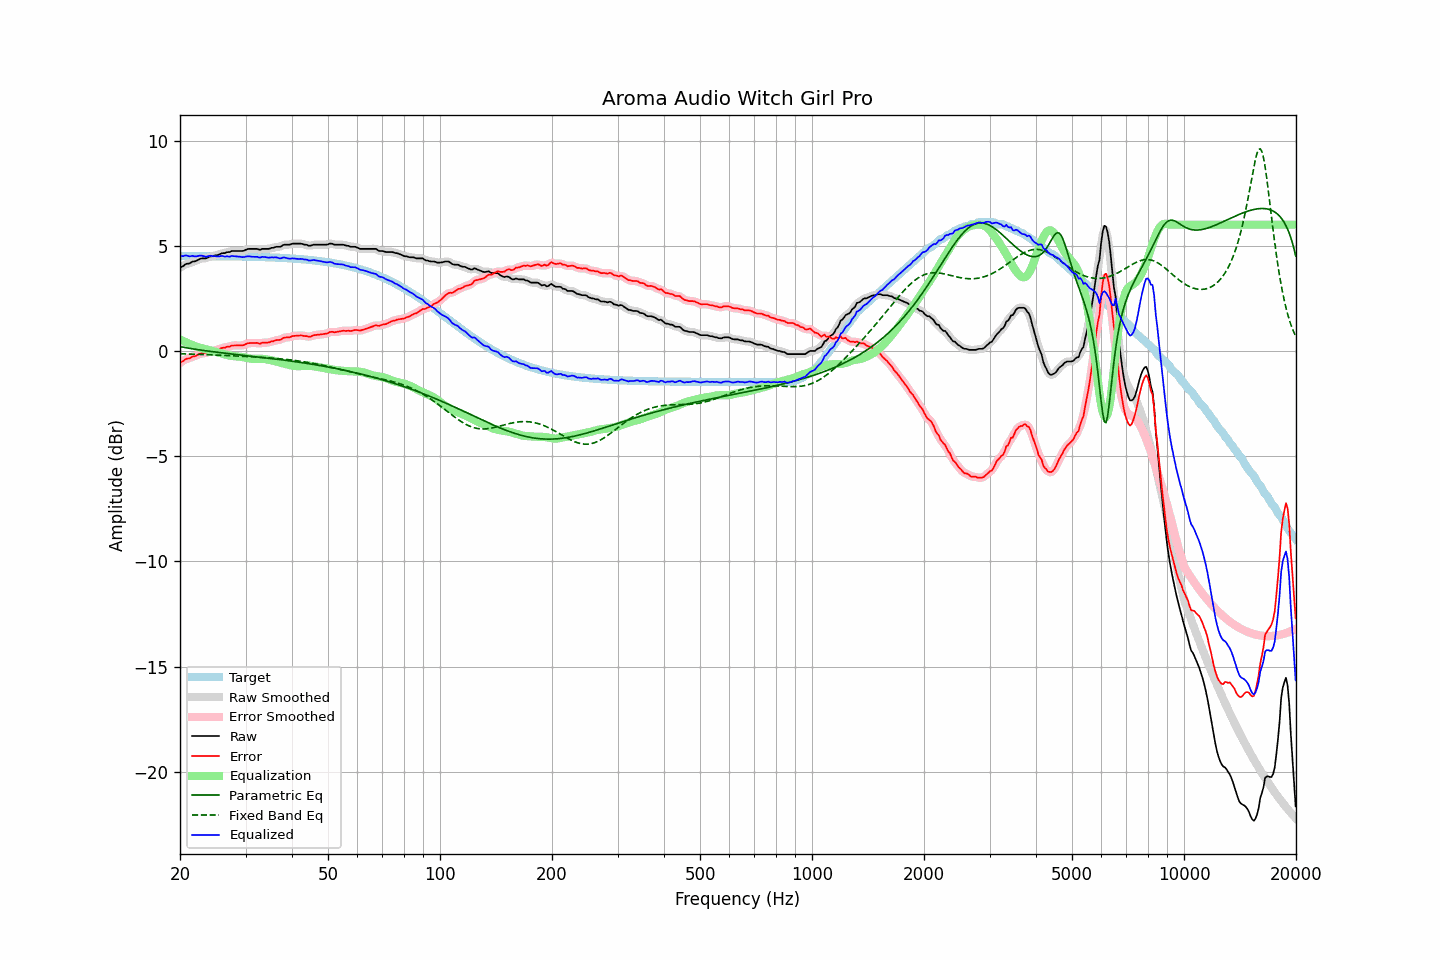 Aroma Audio Witch Girl Pro
Amplitude (dBr)
10
5
0
−5
−10
−15
−20
Target
Raw Smoothed
Error Smoothed
Raw
Error
Equalization
Parametric Eq
Fixed Band Eq
Equalized
20 50 100 200 500 1000 2000 5000 10000 20000
Frequency (Hz)